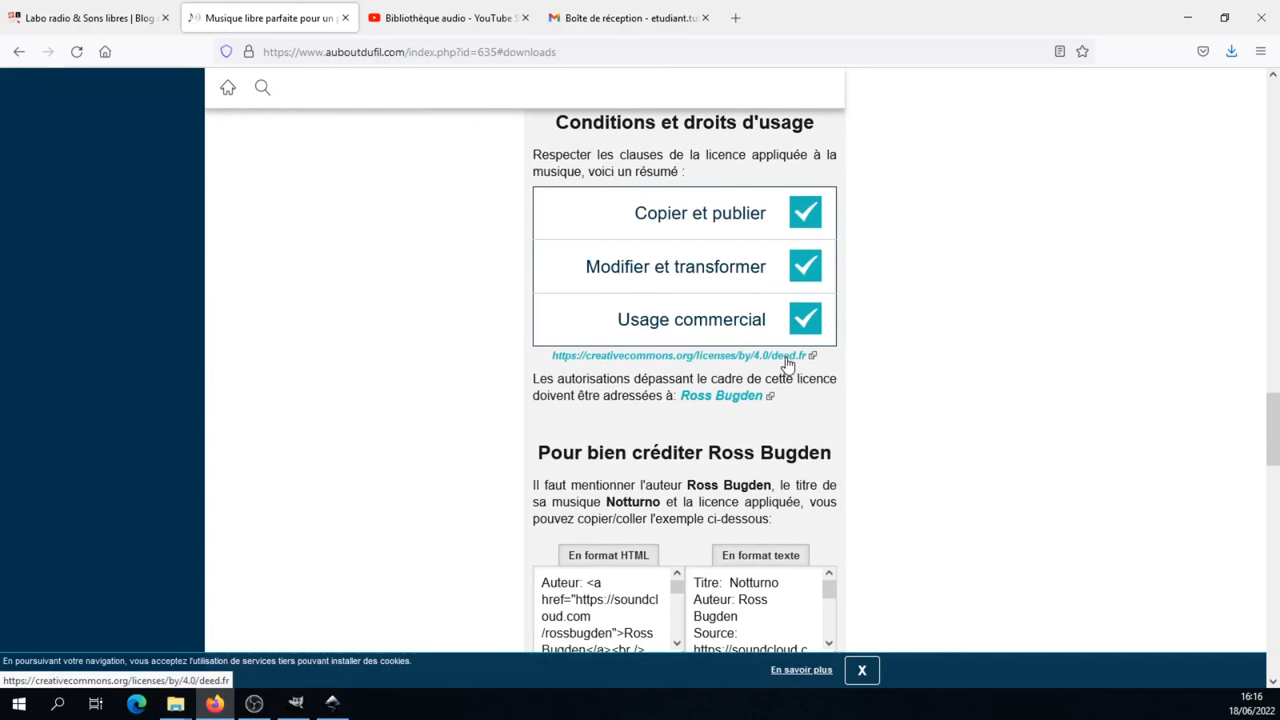 Labo radio & Sons libres | Blog
Musique libre parfaite pour un
Bibliothèque audio - YouTube S
Boîte de réception - etudiant.tu
https://www.auboutdufil.com/index.php?id=635#downloads
Conditions et droits d'usage
Respecter les clauses de la licence appliquée à la
musique, voici un résumé :
Copier et publier
Modifier et transformer
Usage commercial
https://creativecommons.org/licenses/by/4.0/deed.fr
Les autorisations dépassant le cadre de cette licence
doivent être adressées à: Ross Bugden
Pour bien créditer Ross Bugden
Il faut mentionner l'auteur Ross Bugden, le titre de
sa musique Notturno et la licence appliquée, vous
pouvez copier/coller l'exemple ci-dessous:
En format HTML
En format texte
Auteur: <a
href="https://soundcl
oud.com
/rossbugden">Ross
Bugden</a><br />
Titre: Notturno
Auteur: Ross
Bugden
Source:
https://soundcloud.c
En poursuivant votre navigation, vous acceptez l'utilisation de services tiers pouvant installer des cookies.
En savoir plus
X
https://creativecommons.org/licenses/by/4.0/deed.fr
16:16
18/06/2022